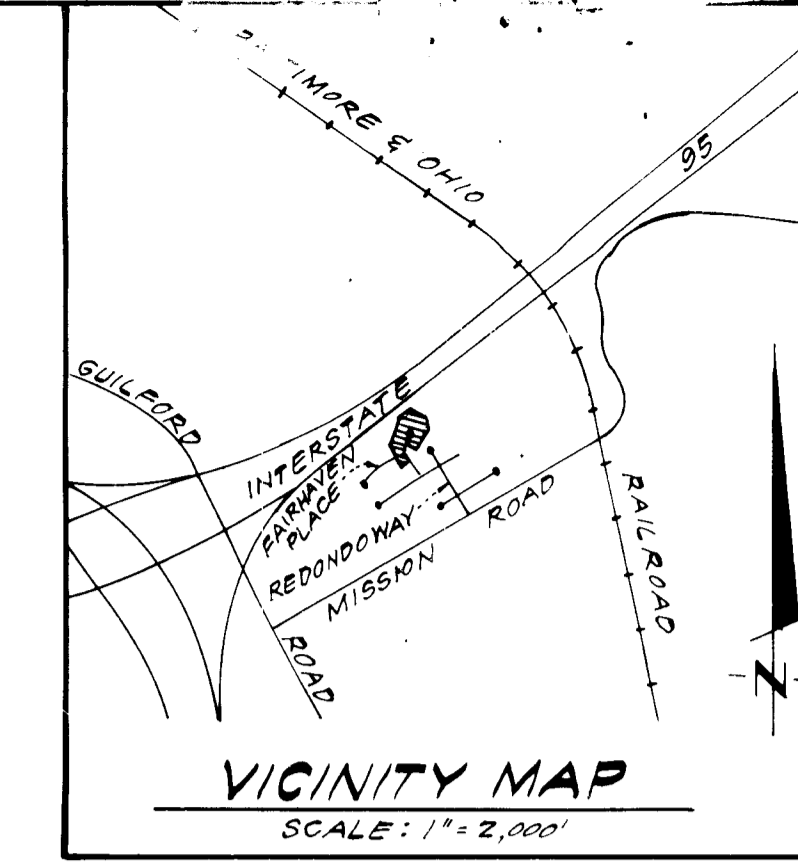 IMORE & OHIO
95
GUILFORD
INTERSTATE
FAIRHAVEN
PLACE
REDONDO WAY
MISSION ROAD
ROAD
RAILROAD
N
VICINITY MAP
SCALE: 1" = 2,000'